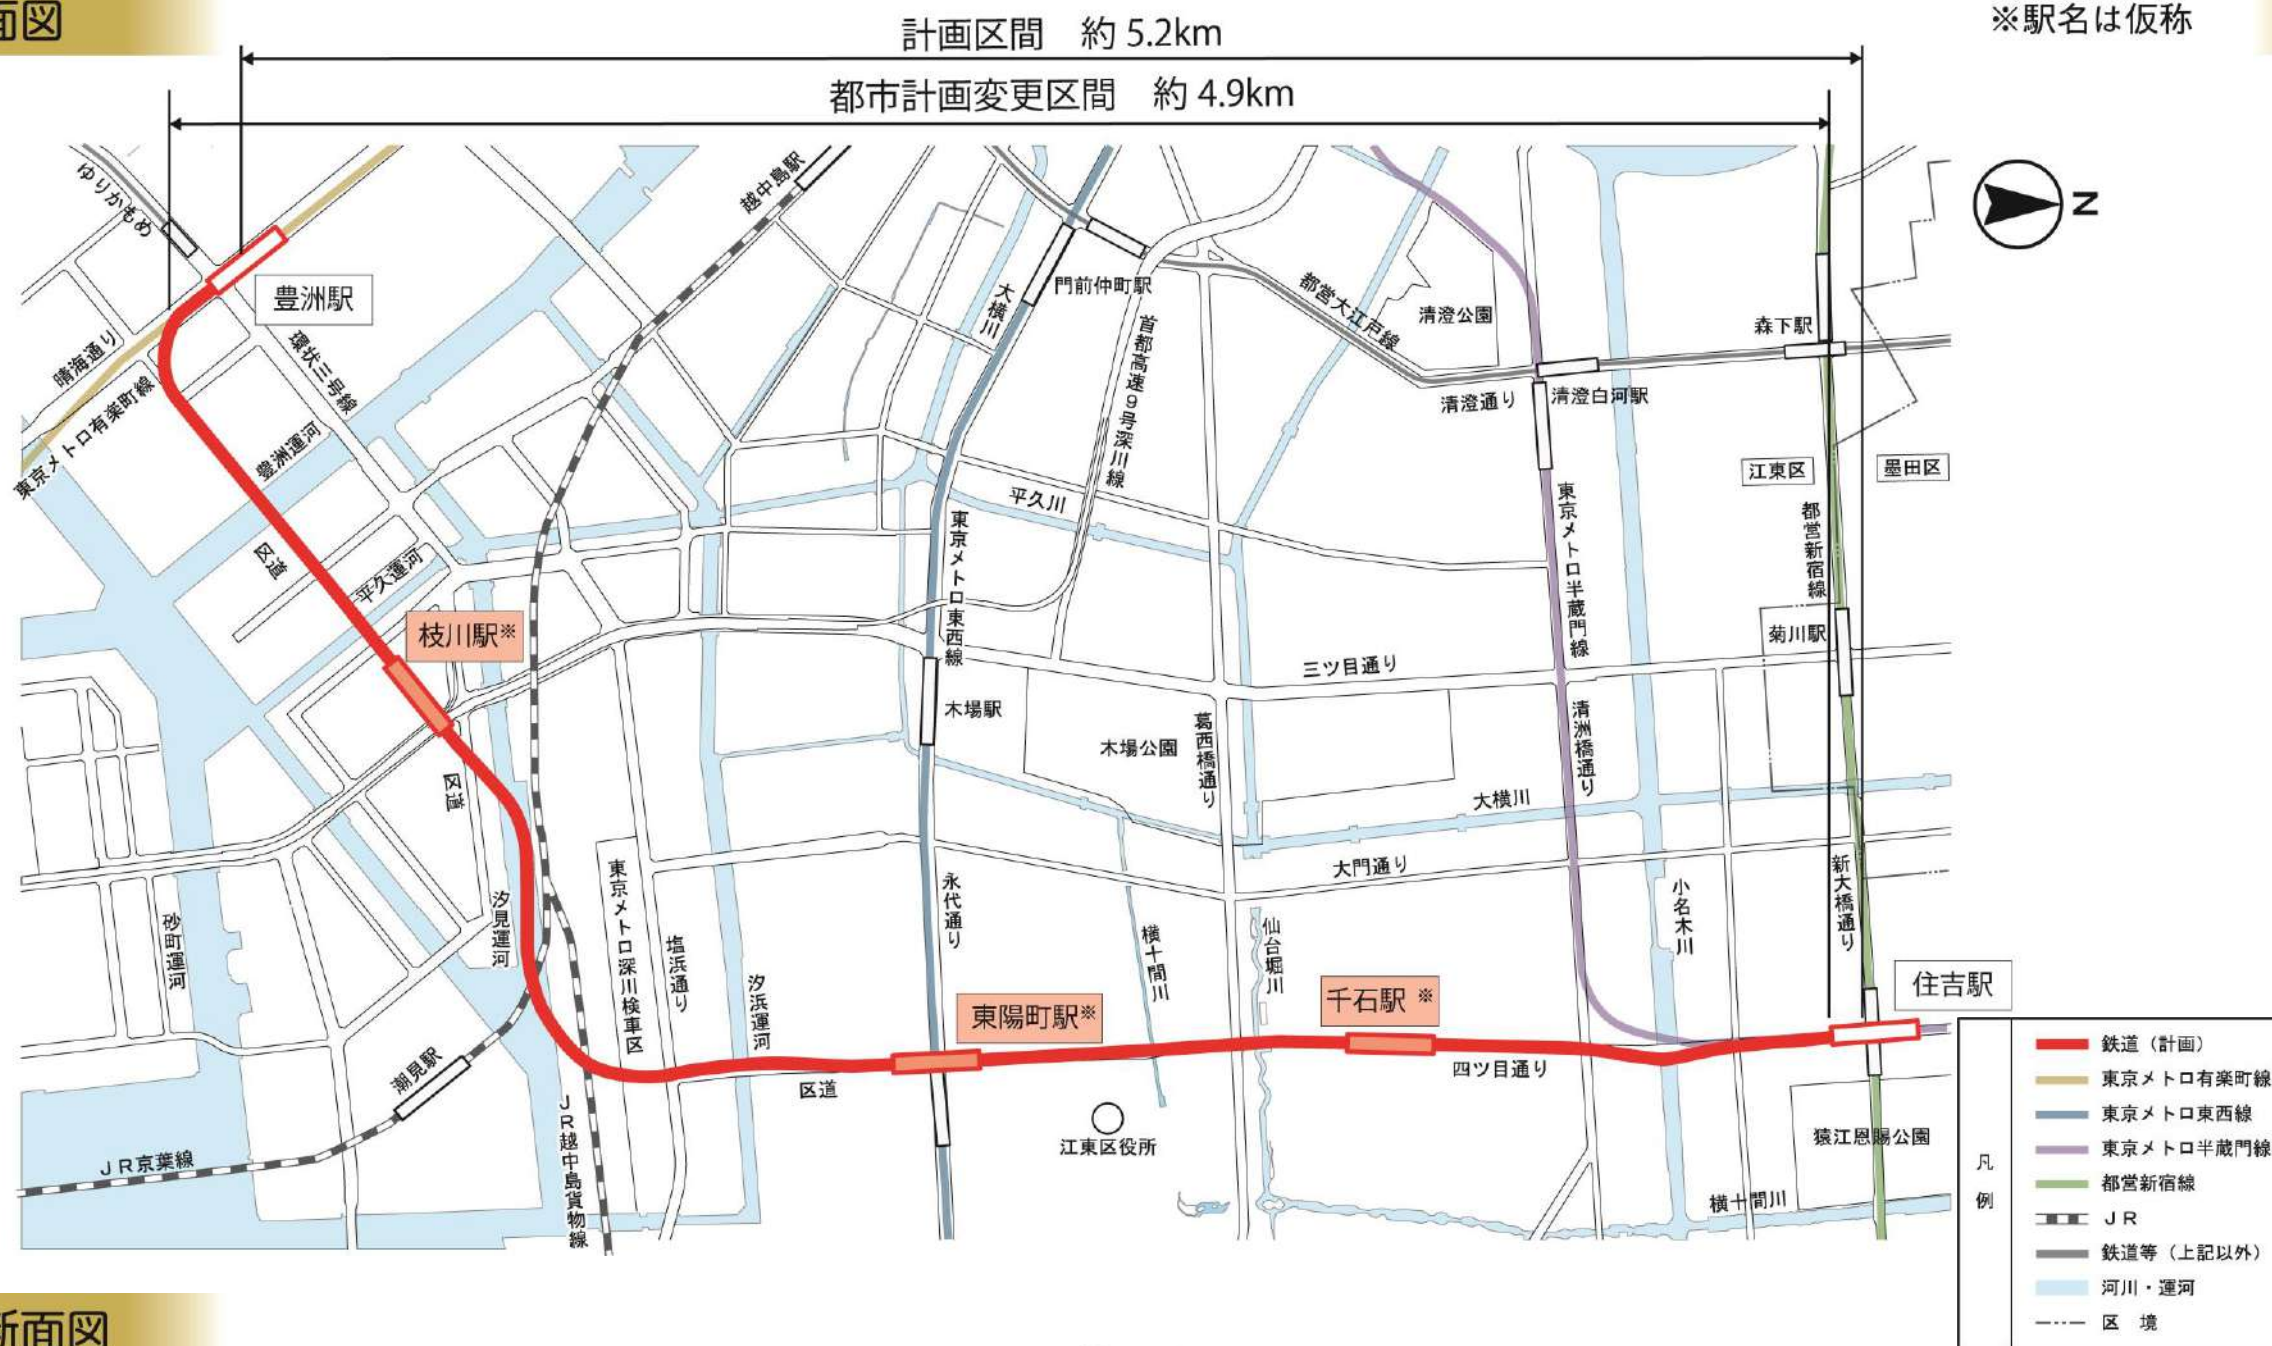 面図
計画区間　約 5.2km
※駅名は仮称
都市計画変更区間　約 4.9km
ゆりかもめ
越中島駅
N
豊洲駅
門前仲町駅
大横川
都営大江戸線
清澄公園
森下駅
晴海通り
環状三号線
首都高速9号深川線
東京メトロ有楽町線
清澄通り
清澄白河駅
豊洲運河
江東区
墨田区
平久川
東京メトロ半蔵門線
都営新宿線
東京メトロ東西線
区道
平久運河
枝川駅※
菊川駅
三ツ目通り
木場駅
木場公園
葛西橋通り
清洲橋通り
区道
大横川
大門通り
東京メトロ深川検車区
永代通り
新大橋通り
汐見運河
砂町運河
塩浜通り
横十間川
仙台堀川
小名木川
汐浜運河
住吉駅
東陽町駅※
千石駅 ※
潮見駅
四ツ目通り
区道
JR越中島貨物線
江東区役所
猿江恩賜公園
JR京葉線
横十間川
凡例
鉄道（計画）
東京メトロ有楽町線
東京メトロ東西線
東京メトロ半蔵門線
都営新宿線
JR
鉄道等（上記以外）
河川・運河
区　境
断面図